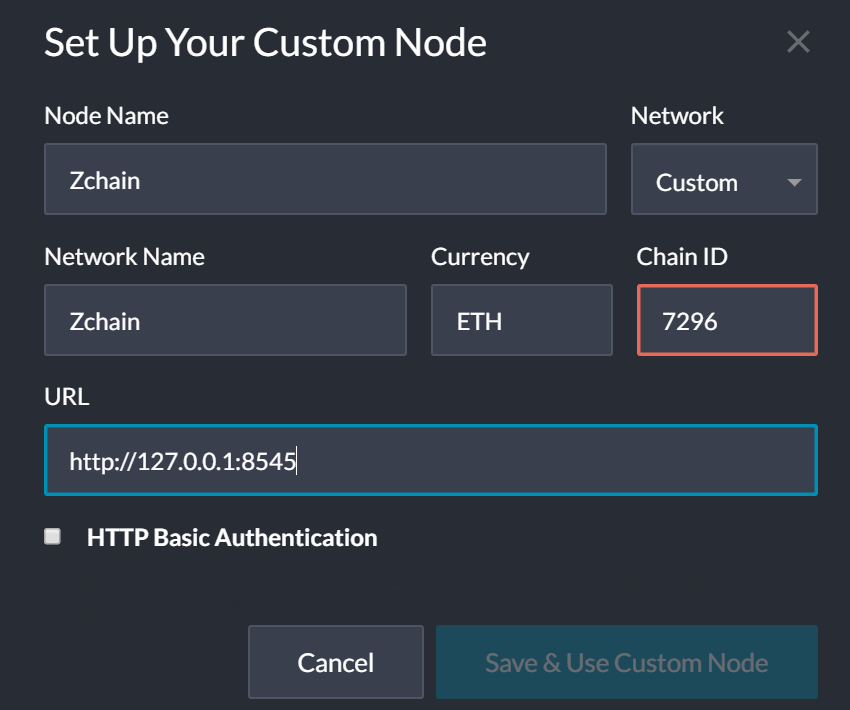 Set Up Your Custom Node
Node Name
Network
Zchain
Custom
Network Name
Currency
Chain ID
Zchain
ETH
7296
URL
http://127.0.0.1:8545
HTTP Basic Authentication
Cancel
Save & Use Custom Node